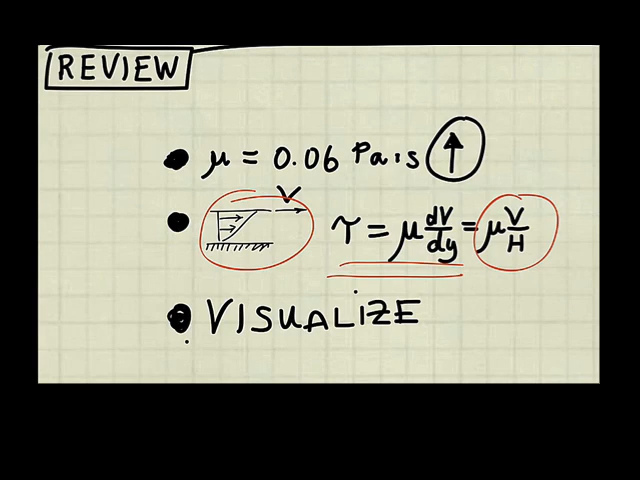 REVIEW
μ = 0.06 Pa·s ↑
V
τ = μ dV/dy = μ V/H
VISUALIZE